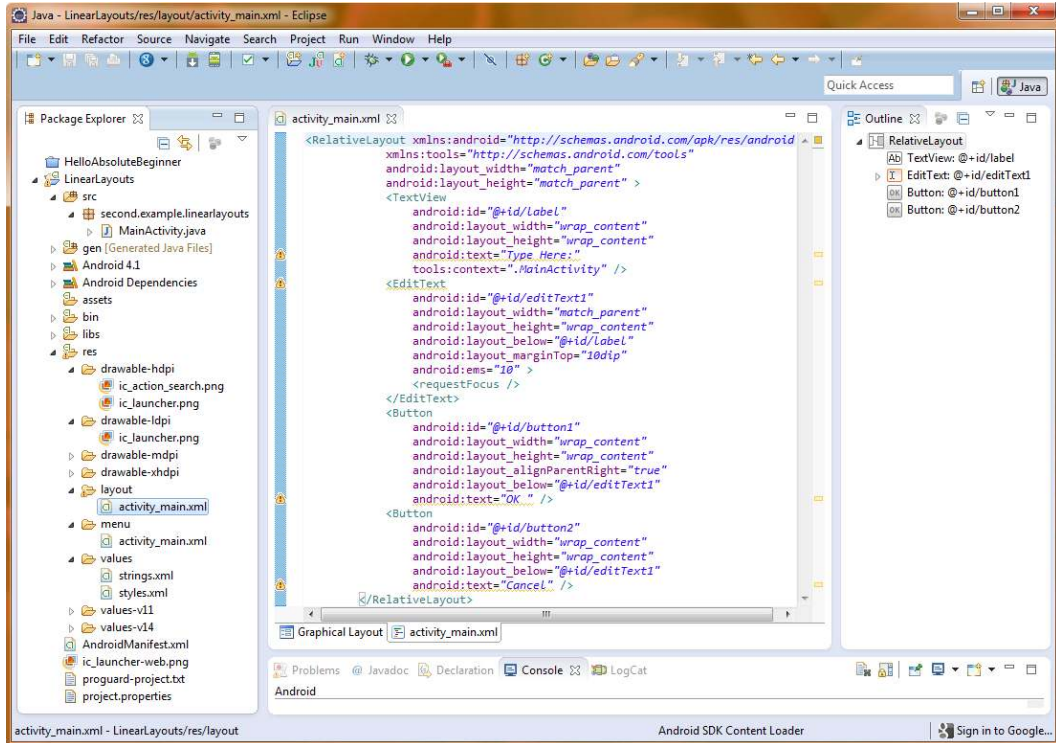 Java - LinearLayouts/res/layout/activity_main.xml - Eclipse
File Edit Refactor Source Navigate Search Project Run Window Help
Quick Access
Java
Package Explorer
HelloAbsoluteBeginner
LinearLayouts
src
second.example.linearlayouts
MainActivity.java
gen [Generated Java Files]
Android 4.1
Android Dependencies
assets
bin
libs
res
drawable-hdpi
ic_action_search.png
ic_launcher.png
drawable-ldpi
ic_launcher.png
drawable-mdpi
drawable-xhdpi
layout
activity_main.xml
menu
activity_main.xml
values
strings.xml
styles.xml
values-v11
values-v14
AndroidManifest.xml
ic_launcher-web.png
proguard-project.txt
project.properties
activity_main.xml
<RelativeLayout xmlns:android="http://schemas.android.com/apk/res/android
xmlns:tools="http://schemas.android.com/tools"
android:layout_width="match_parent"
android:layout_height="match_parent" >
<TextView
android:id="@+id/label"
android:layout_width="wrap_content"
android:layout_height="wrap_content"
android:text="Type Here:"
tools:context=".MainActivity" />
<EditText
android:id="@+id/editText1"
android:layout_width="match_parent"
android:layout_height="wrap_content"
android:layout_below="@+id/label"
android:layout_marginTop="10dip"
android:ems="10" >
<requestFocus />
</EditText>
<Button
android:id="@+id/button1"
android:layout_width="wrap_content"
android:layout_height="wrap_content"
android:layout_alignParentRight="true"
android:layout_below="@+id/editText1"
android:text="OK " />
<Button
android:id="@+id/button2"
android:layout_width="wrap_content"
android:layout_height="wrap_content"
android:layout_below="@+id/editText1"
android:text="Cancel" />
</RelativeLayout>
Graphical Layout activity_main.xml
Outline
RelativeLayout
Ab TextView: @+id/label
I EditText: @+id/editText1
OK Button: @+id/button1
OK Button: @+id/button2
Problems @ Javadoc Declaration Console LogCat
Android
activity_main.xml - LinearLayouts/res/layout
Android SDK Content Loader
Sign in to Google...